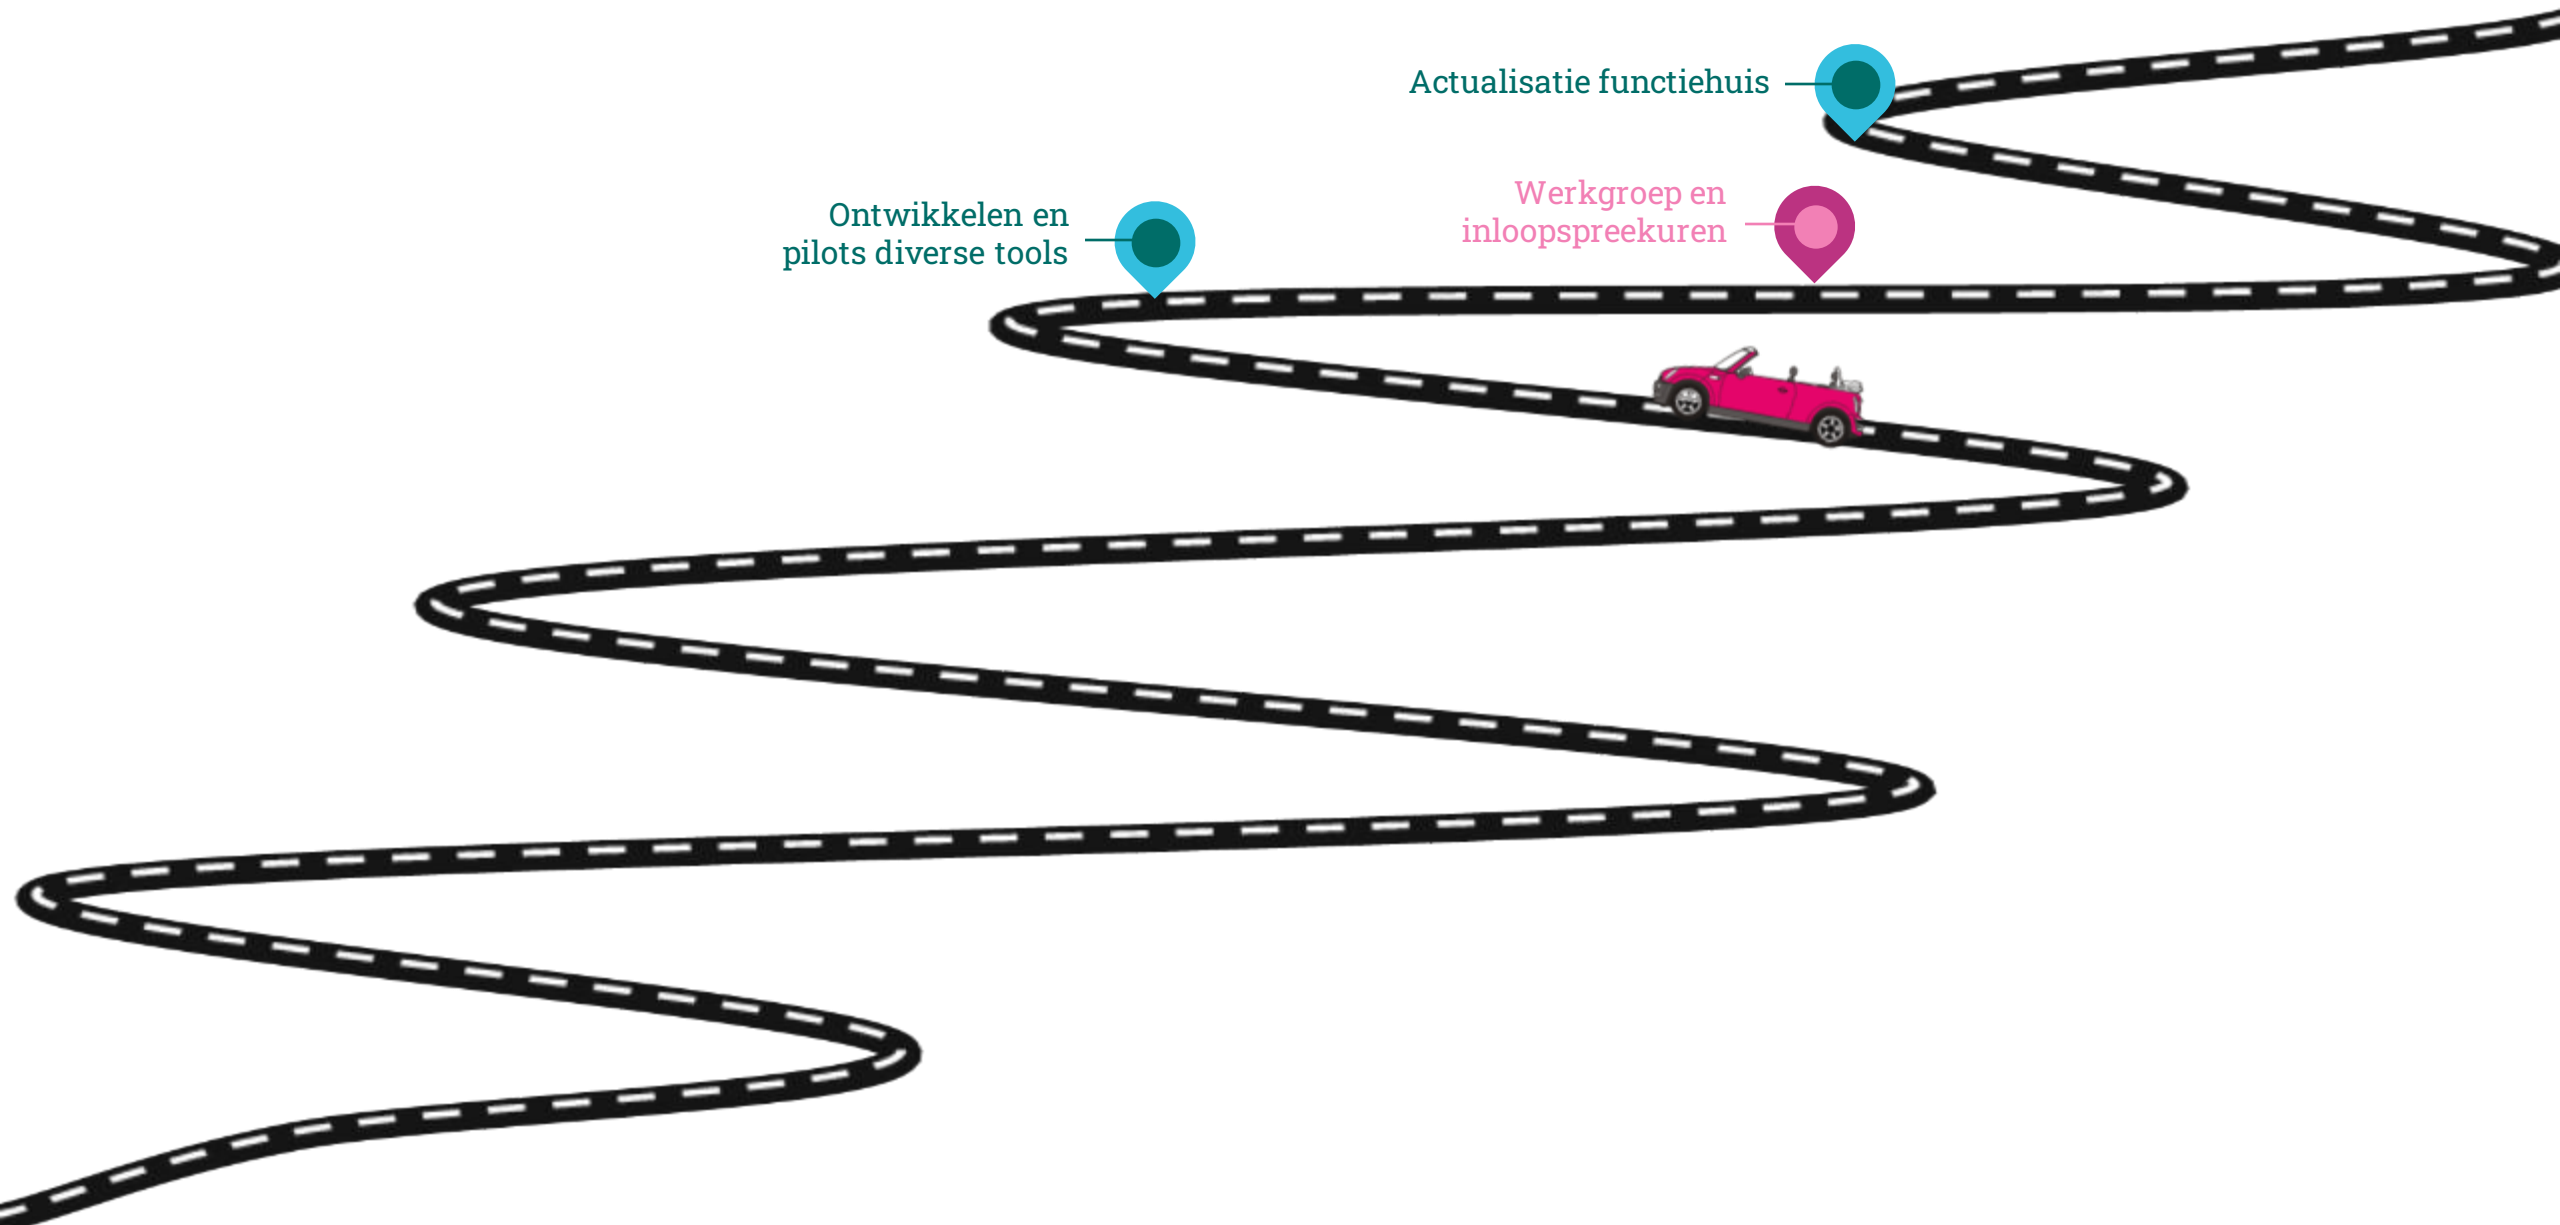 Actualisatie functiehuis
Werkgroep en
inloopspreekuren
Ontwikkelen en
pilots diverse tools